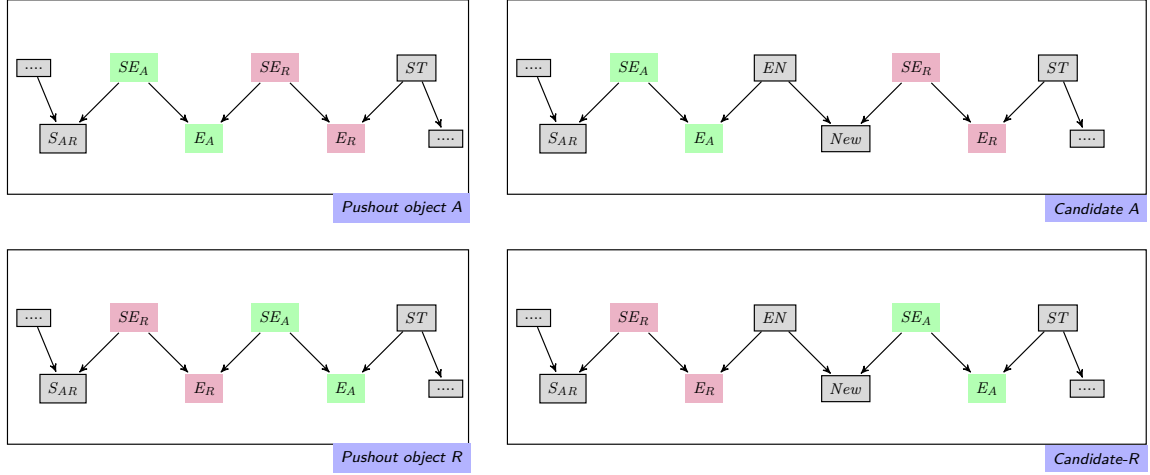 .... SE_A SE_R ST
S_AR E_A E_R ....
Pushout object A
.... SE_A EN SE_R ST
S_AR E_A New E_R ....
Candidate A
.... SE_R SE_A ST
S_AR E_R E_A ....
Pushout object R
.... SE_R EN SE_A ST
S_AR E_R New E_A ....
Candidate-R